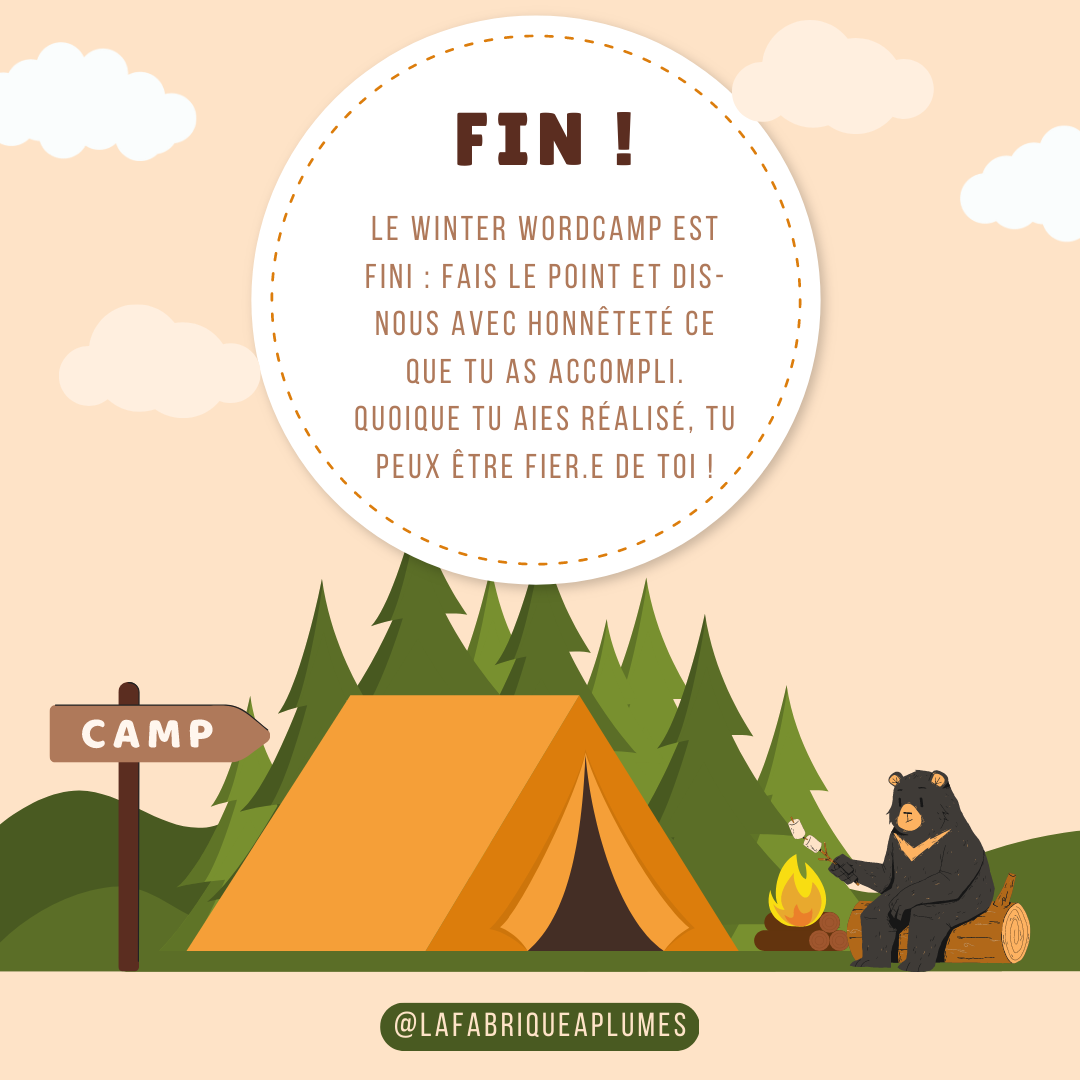 FIN !
LE WINTER WORDCAMP EST
FINI : FAIS LE POINT ET DIS-
NOUS AVEC HONNÊTETÉ CE
QUE TU AS ACCOMPLI.
QUOIQUE TU AIES RÉALISÉ, TU
PEUX ÊTRE FIER.E DE TOI !
CAMP
@LAFABRIQUEAPLUMES